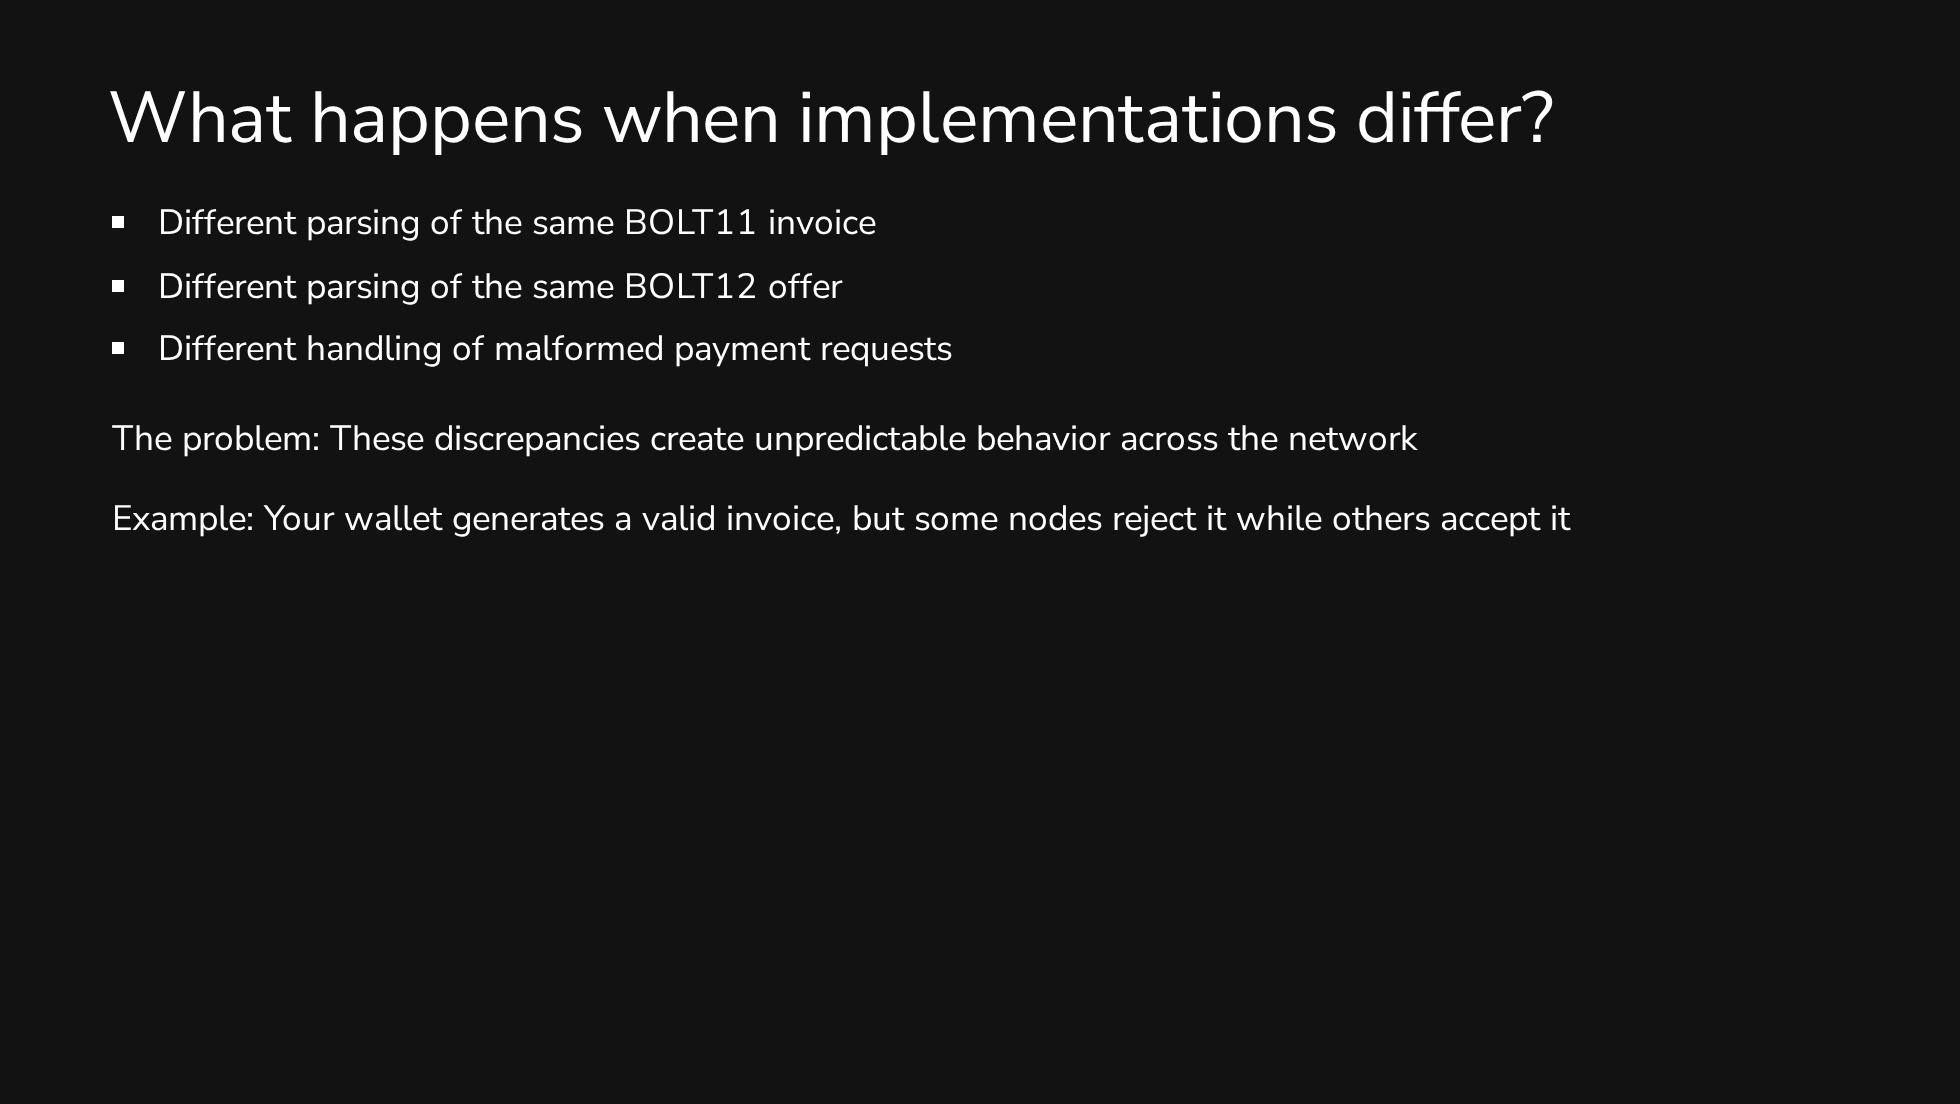 What happens when implementations differ?
▪ Different parsing of the same BOLT11 invoice
▪ Different parsing of the same BOLT12 offer
▪ Different handling of malformed payment requests
The problem: These discrepancies create unpredictable behavior across the network
Example: Your wallet generates a valid invoice, but some nodes reject it while others accept it